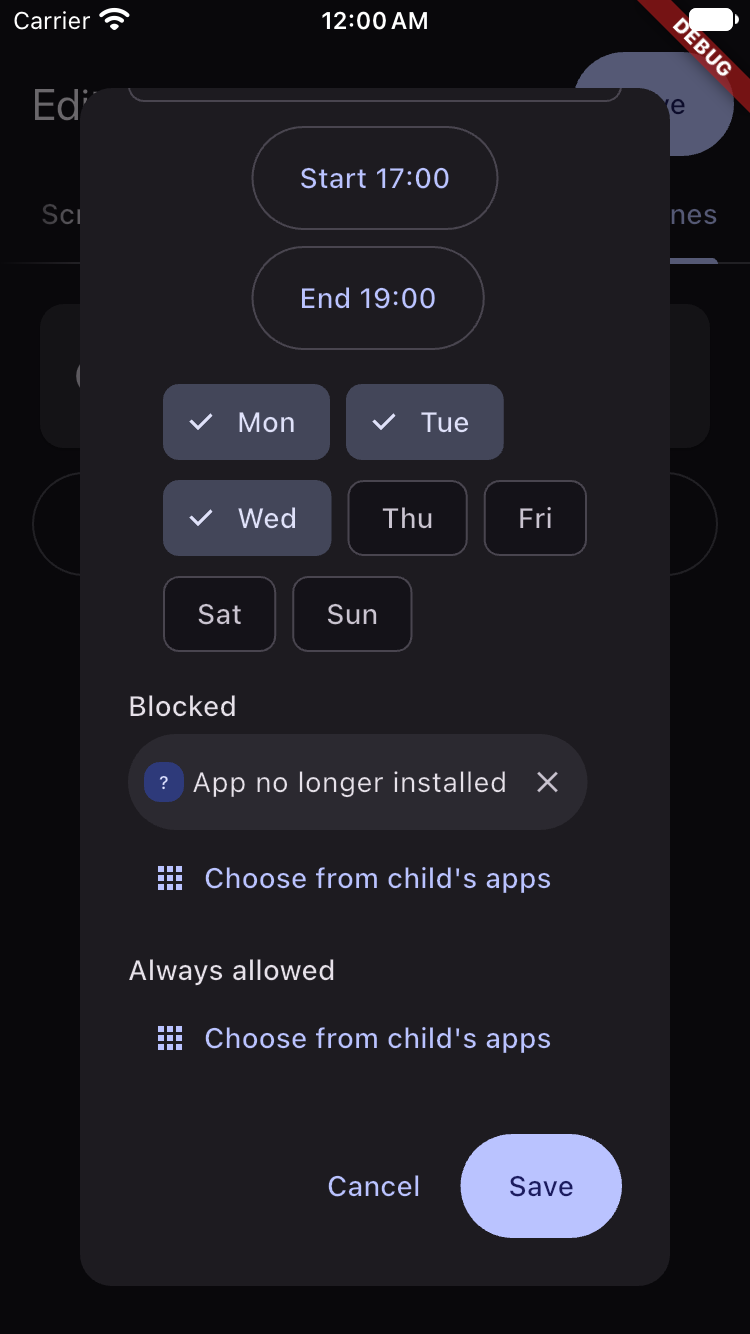 Carrier 12:00 AM
DEBUG
Start 17:00
End 19:00
Mon Tue
Wed Thu Fri
Sat Sun
Blocked
? App no longer installed
Choose from child's apps
Always allowed
Choose from child's apps
Cancel Save